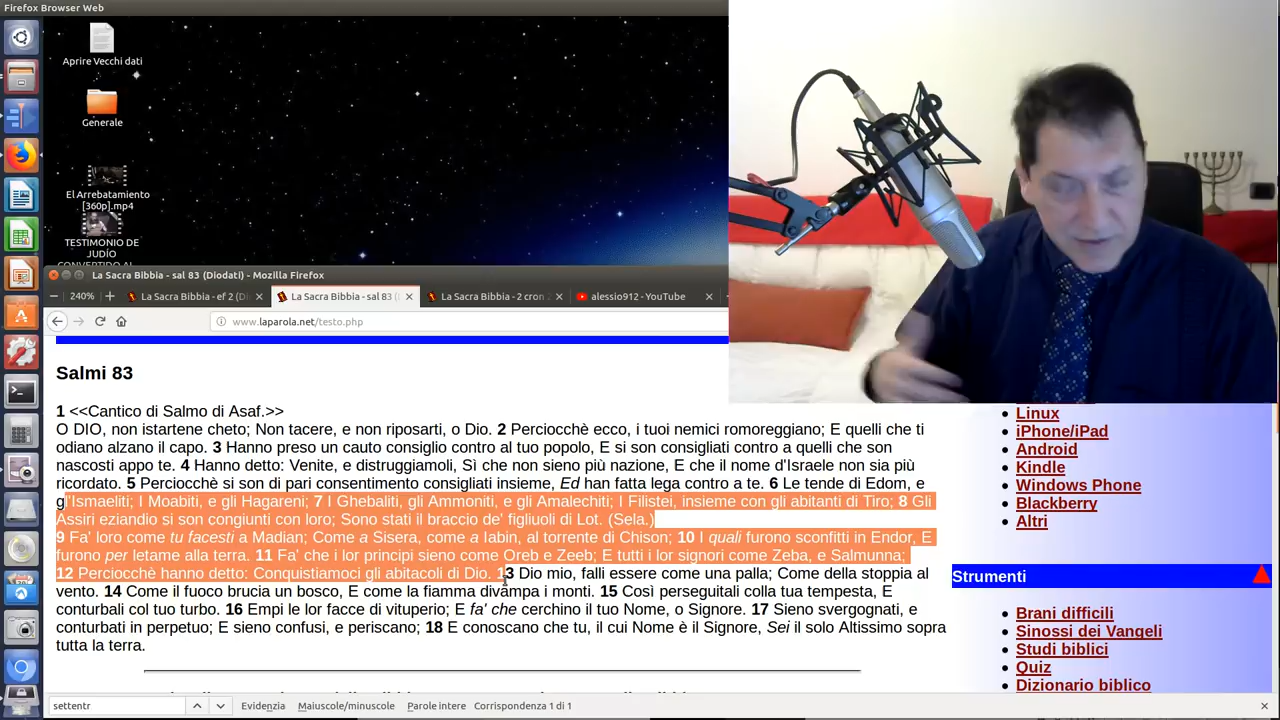 Firefox Browser Web
Aprire Vecchi dati
Generale
El Arrebatamiento
[360p].mp4
TESTIMONIO DE
JUDÍO
CONVERTIDO AL
La Sacra Bibbia - sal 83 (Diodati) - Mozilla Firefox
240%
La Sacra Bibbia - ef 2 (Di
La Sacra Bibbia - sal 83 (
La Sacra Bibbia - 2 cron 2
alessio912 - YouTube
www.laparola.net/testo.php
Salmi 83
1 <<Cantico di Salmo di Asaf.>>
O DIO, non istartene cheto; Non tacere, e non riposarti, o Dio. 2 Perciocchè ecco, i tuoi nemici romoreggiano; E quelli che ti
odiano alzano il capo. 3 Hanno preso un cauto consiglio contro al tuo popolo, E si son consigliati contro a quelli che son
nascosti appo te. 4 Hanno detto: Venite, e distruggiamoli, Sì che non sieno più nazione, E che il nome d'Israele non sia più
ricordato. 5 Perciocchè si son di pari consentimento consigliati insieme, Ed han fatta lega contro a te. 6 Le tende di Edom, e
gl'Ismaeliti; I Moabiti, e gli Hagareni; 7 I Ghebaliti, gli Ammoniti, e gli Amalechiti; I Filistei, insieme con gli abitanti di Tiro; 8 Gli
Assiri eziandio si son congiunti con loro; Sono stati il braccio de' figliuoli di Lot. (Sela.)
9 Fa' loro come tu facesti a Madian; Come a Sisera, come a Iabin, al torrente di Chison; 10 I quali furono sconfitti in Endor, E
furono per letame alla terra. 11 Fa' che i lor principi sieno come Oreb e Zeeb; E tutti i lor signori come Zeba, e Salmunna;
12 Perciocchè hanno detto: Conquistiamoci gli abitacoli di Dio. 13 Dio mio, falli essere come una palla; Come della stoppia al
vento. 14 Come il fuoco brucia un bosco, E come la fiamma divampa i monti. 15 Così perseguitali colla tua tempesta, E
conturbali col tuo turbo. 16 Empi le lor facce di vituperio; E fa' che cerchino il tuo Nome, o Signore. 17 Sieno svergognati, e
conturbati in perpetuo; E sieno confusi, e periscano; 18 E conoscano che tu, il cui Nome è il Signore, Sei il solo Altissimo sopra
tutta la terra.
Linux
iPhone/iPad
Android
Kindle
Windows Phone
Blackberry
Altri
Strumenti
Brani difficili
Sinossi dei Vangeli
Studi biblici
Quiz
Dizionario biblico
settentr
Evidenzia
Maiuscole/minuscole
Parole intere
Corrispondenza 1 di 1